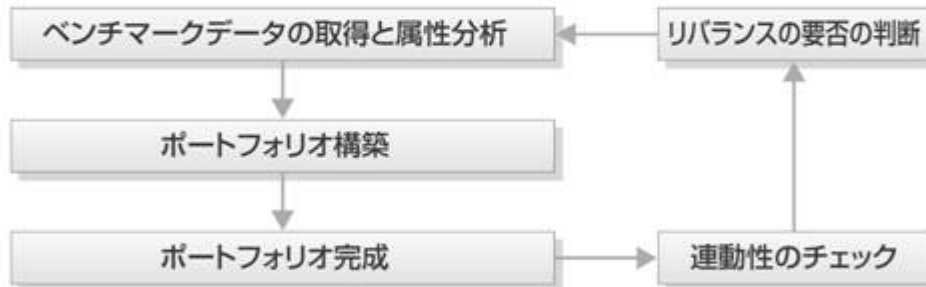 ベンチマークデータの取得と属性分析
リバランスの要否の判断
ポートフォリオ構築
ポートフォリオ完成
連動性のチェック